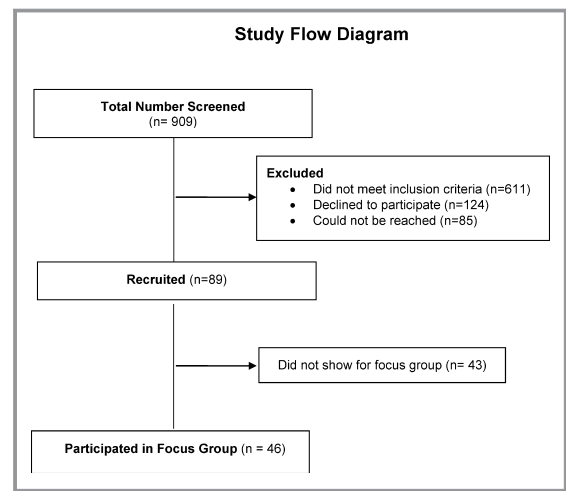 Study Flow Diagram
Total Number Screened
(n= 909)
Excluded
• Did not meet inclusion criteria (n=611)
• Declined to participate (n=124)
• Could not be reached (n=85)
Recruited (n=89)
Did not show for focus group (n= 43)
Participated in Focus Group (n = 46)